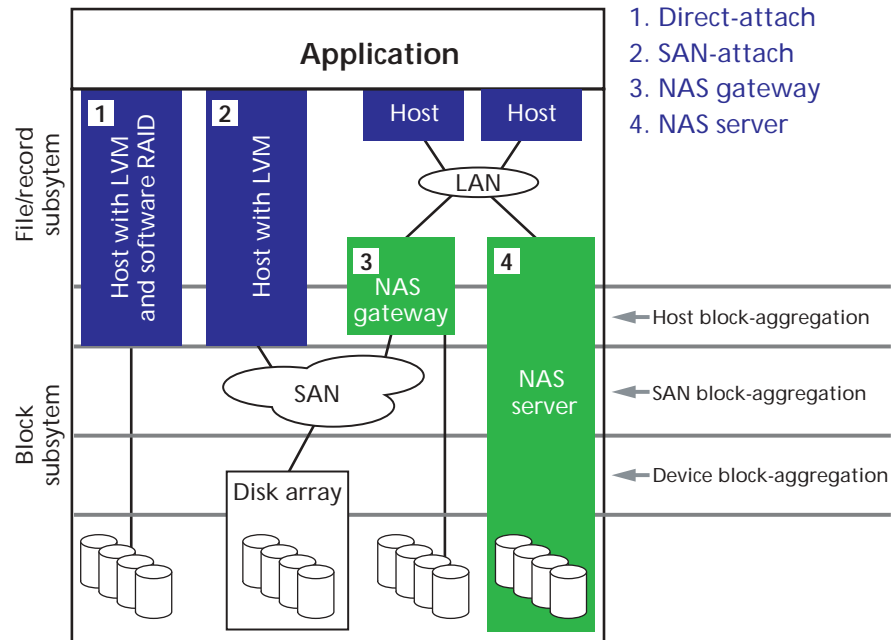 Application
1. Direct-attach
2. SAN-attach
3. NAS gateway
4. NAS server
File/record
subsytem
Block
subsytem
1
Host with LVM
and software RAID
2
Host with LVM
Host
Host
LAN
3
NAS
gateway
4
NAS
server
SAN
Disk array
Host block-aggregation
SAN block-aggregation
Device block-aggregation